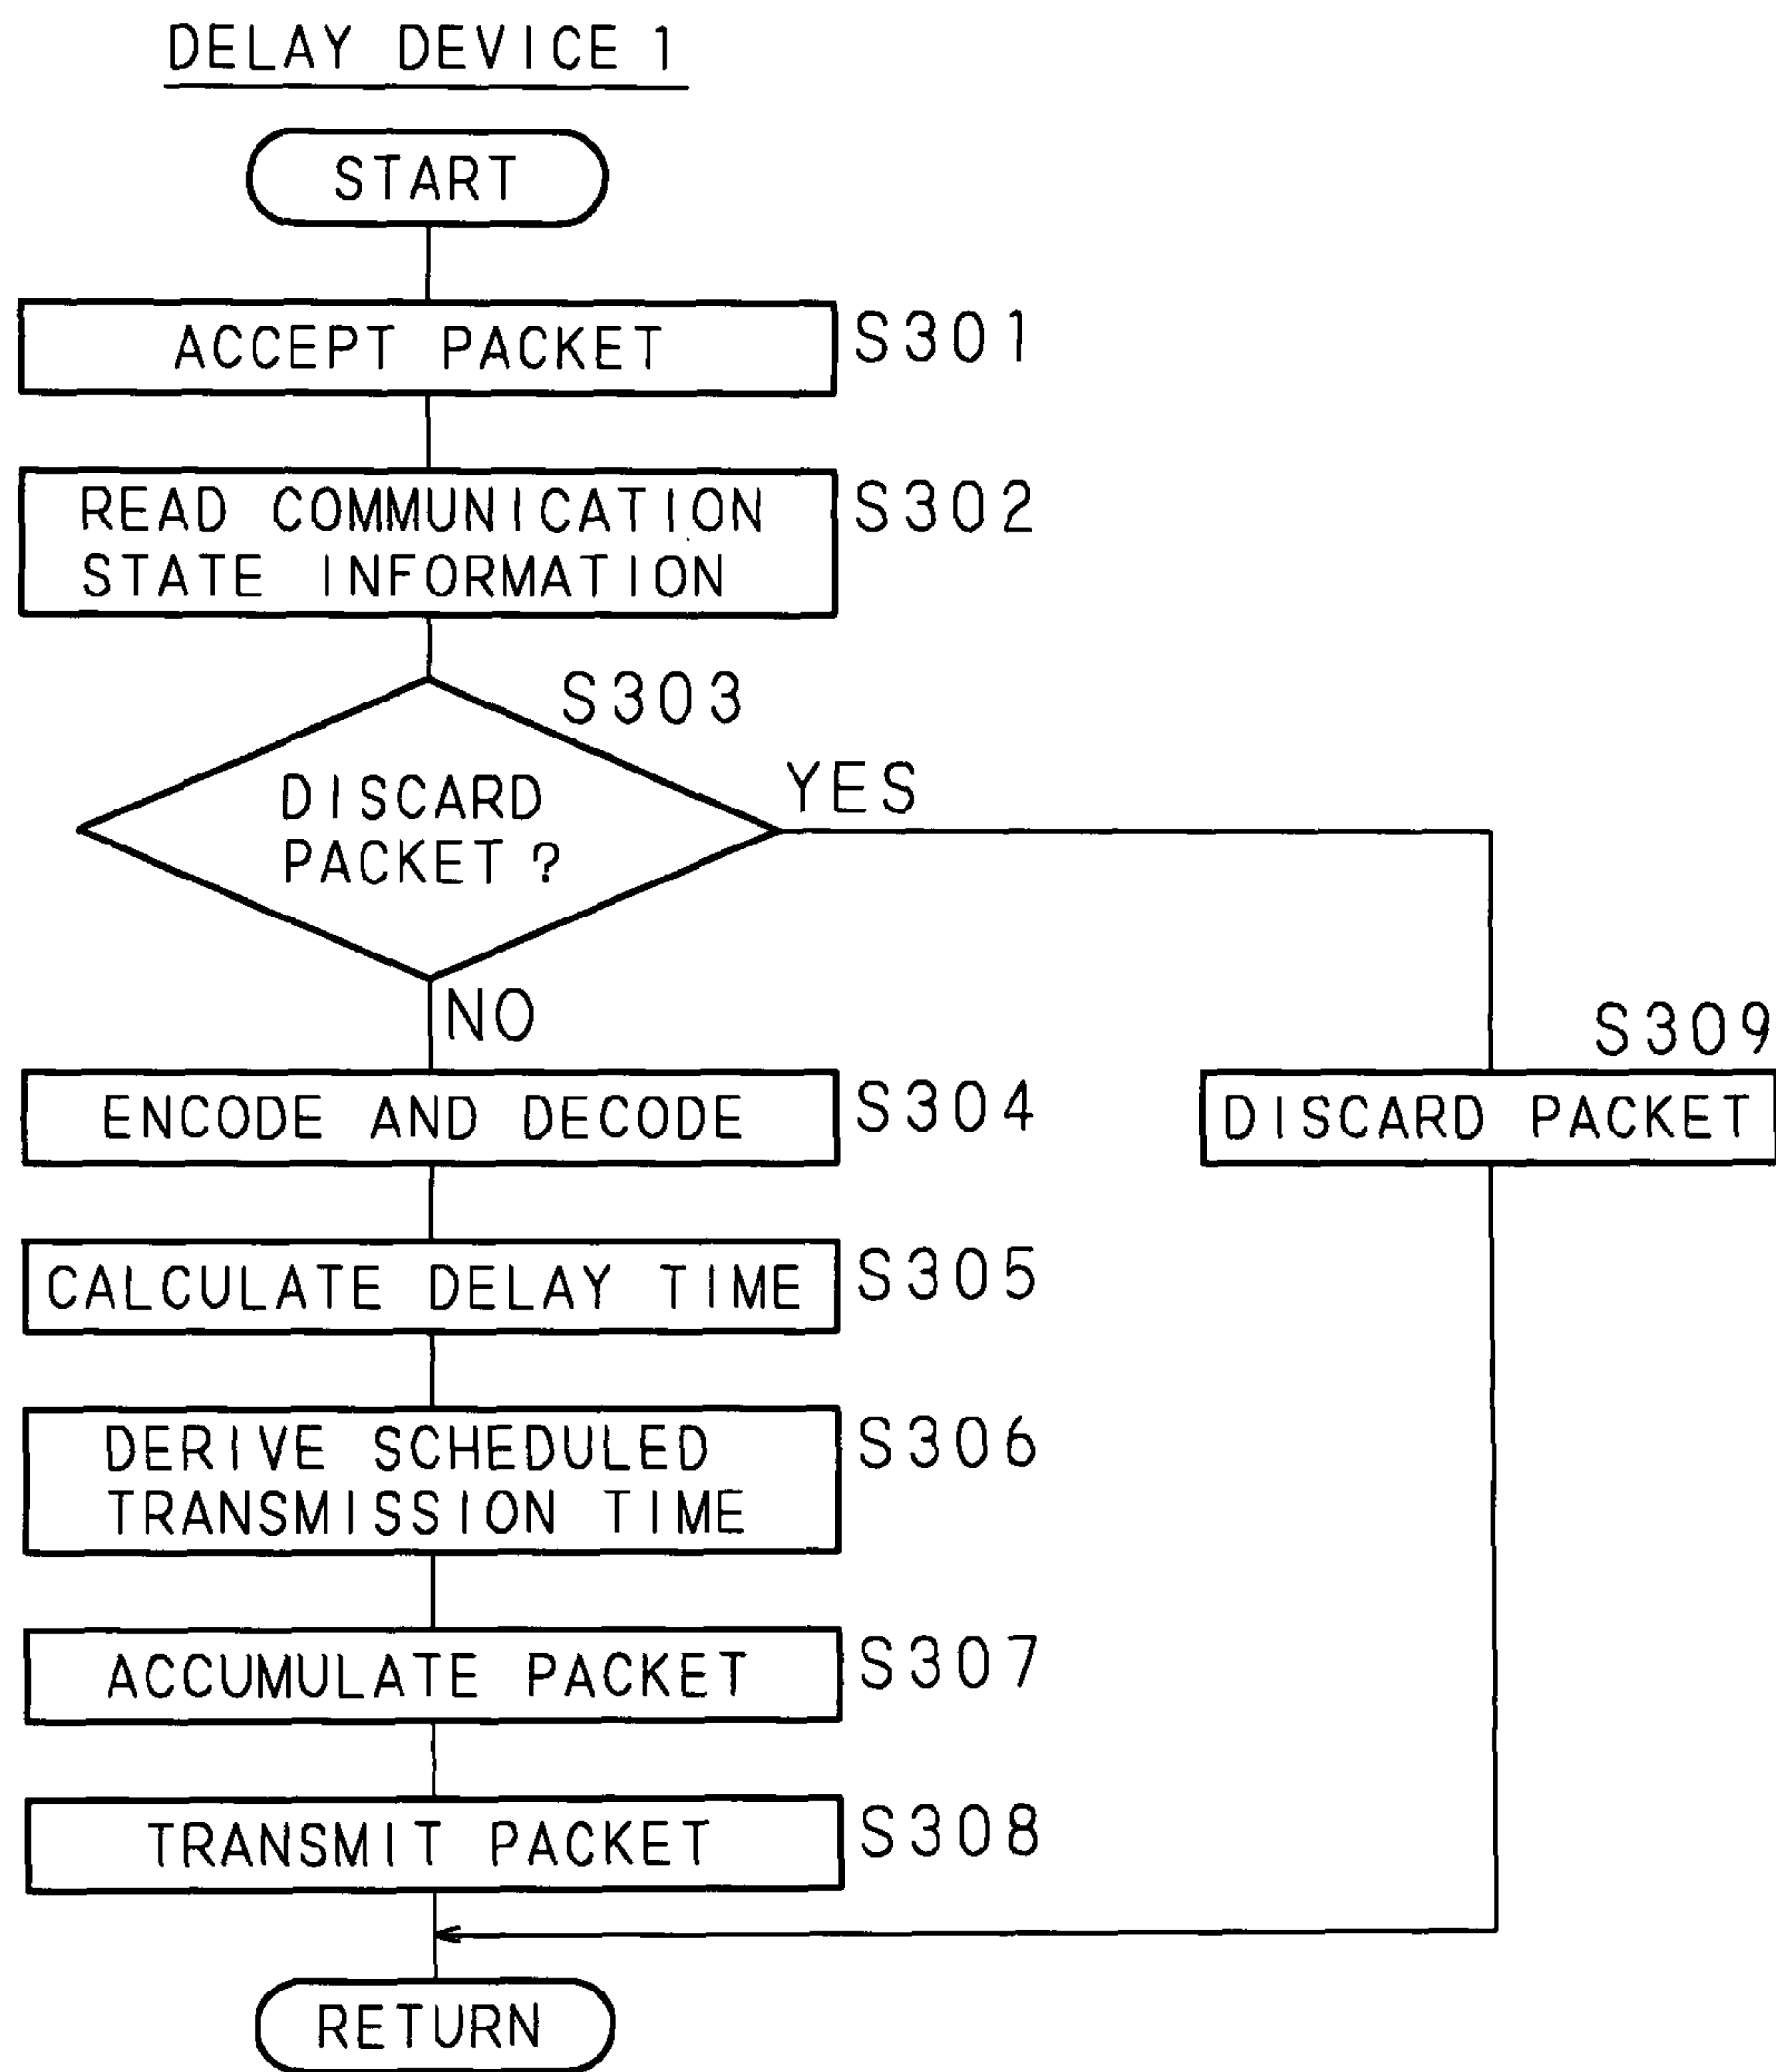 DELAY DEVICE 1
START
ACCEPT PACKET S301
READ COMMUNICATION S302
STATE INFORMATION
S303
DISCARD
PACKET?
YES
NO
S309
ENCODE AND DECODE S304
DISCARD PACKET
CALCULATE DELAY TIME S305
DERIVE SCHEDULED S306
TRANSMISSION TIME
ACCUMULATE PACKET S307
TRANSMIT PACKET S308
RETURN